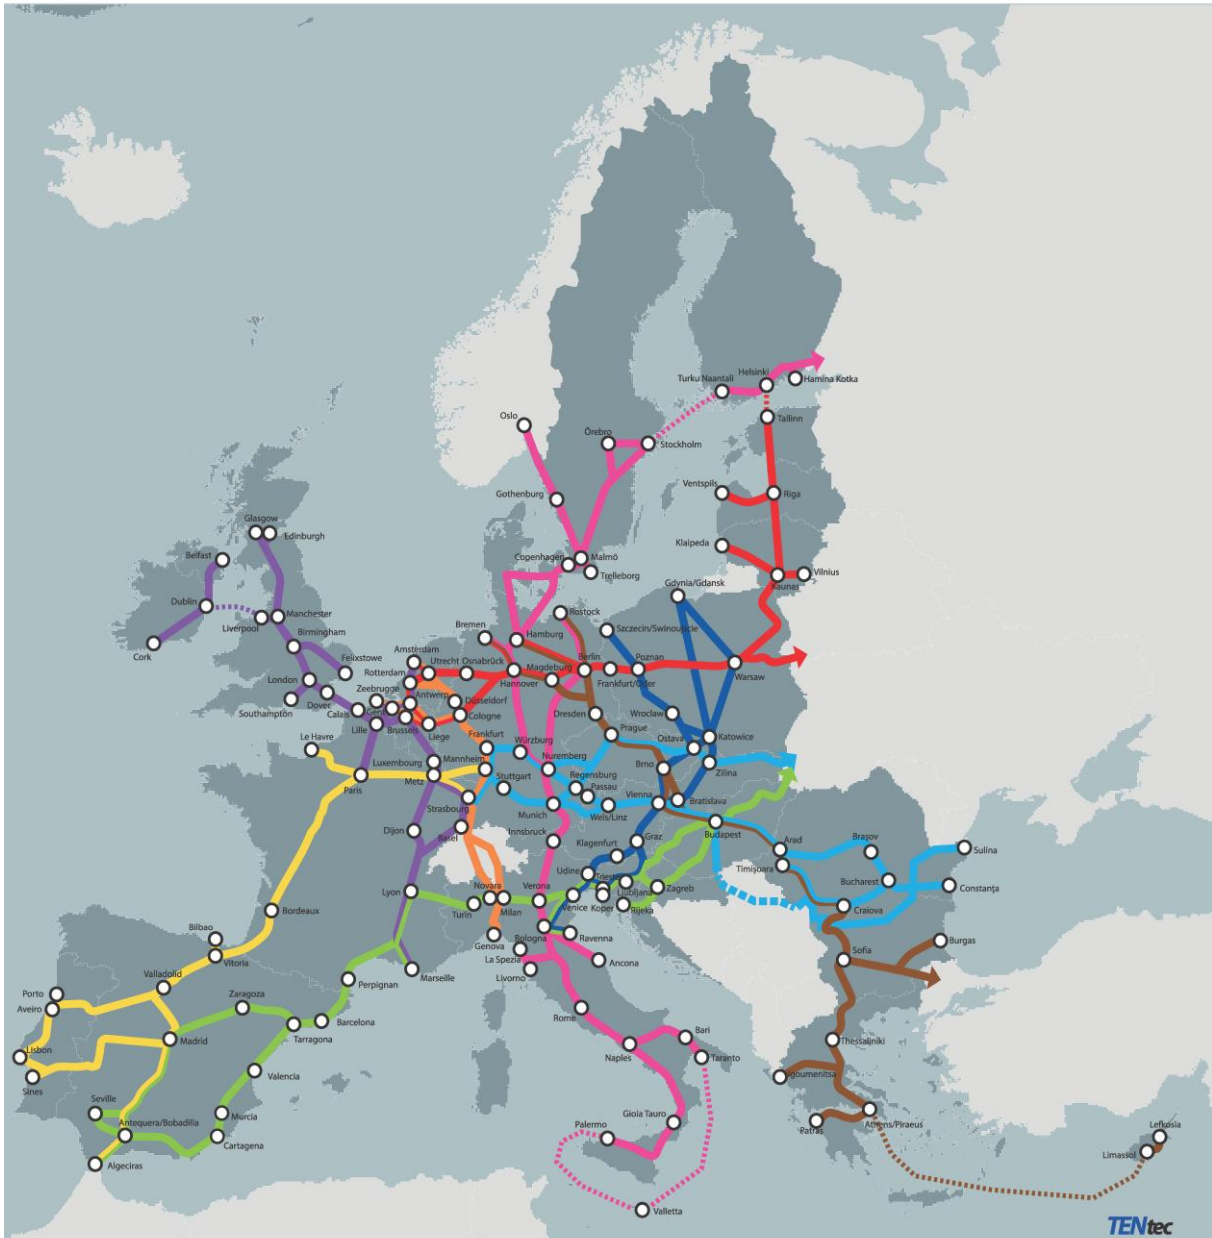 Helsinki
Turku Naantali
Hamina Kotka
Oslo
Örebro
Stockholm
Tallinn
Ventspils
Riga
Gothenburg
Glasgow
Edinburgh
Klaipeda
Belfast
Copenhagen
Malmö
Trelleborg
Kaunas
Vilnius
Gdynia/Gdansk
Dublin
Liverpool
Manchester
Rostock
Bremen
Hamburg
Szczecin/Swinoujscie
Birmingham
Cork
Amsterdam
Utrecht
Osnabrück
Magdeburg
Berlin
Poznan
Feixstowe
Rotterdam
Hannover
Frankfurt/Oder
Warsaw
London
Zeebrugge
Antwerp
Düsseldorf
Southampton
Dover
Calais
Gent
Cologne
Dresden
Wroclaw
Lille
Brussels
Liege
Le Havre
Frankfurt
Würzburg
Prague
Ostava
Katowice
Luxembourg
Mannheim
Nuremberg
Brno
Zilina
Paris
Metz
Stuttgart
Regensburg
Passau
Strasbourg
Munich
Wels/Linz
Vienna
Bratislava
Dijon
Basel
Innsbruck
Graz
Budapest
Klagenfurt
Arad
Braşov
Sulina
Timişoara
Udine
Trieste
Lyon
Novara
Verona
Ljubljana
Zagreb
Bucharest
Constanţa
Turin
Milan
Venice
Koper
Rijeka
Craiova
Bordeaux
Bilbao
Genova
Bologna
Ravenna
Sofia
Burgas
Vitoria
La Spezia
Ancona
Marseille
Livorno
Valladolid
Perpignan
Porto
Aveiro
Zaragoza
Rome
Barcelona
Tarragona
Madrid
Bari
Thessaliniki
Lisbon
Naples
Taranto
Sines
Valencia
Igoumenitsa
Seville
Murcia
Gioia Tauro
Antequera/Bobadilla
Palermo
Patras
Athens/Piraeus
Lefkosia
Cartagena
Limassol
Algeciras
Valletta
TENtec